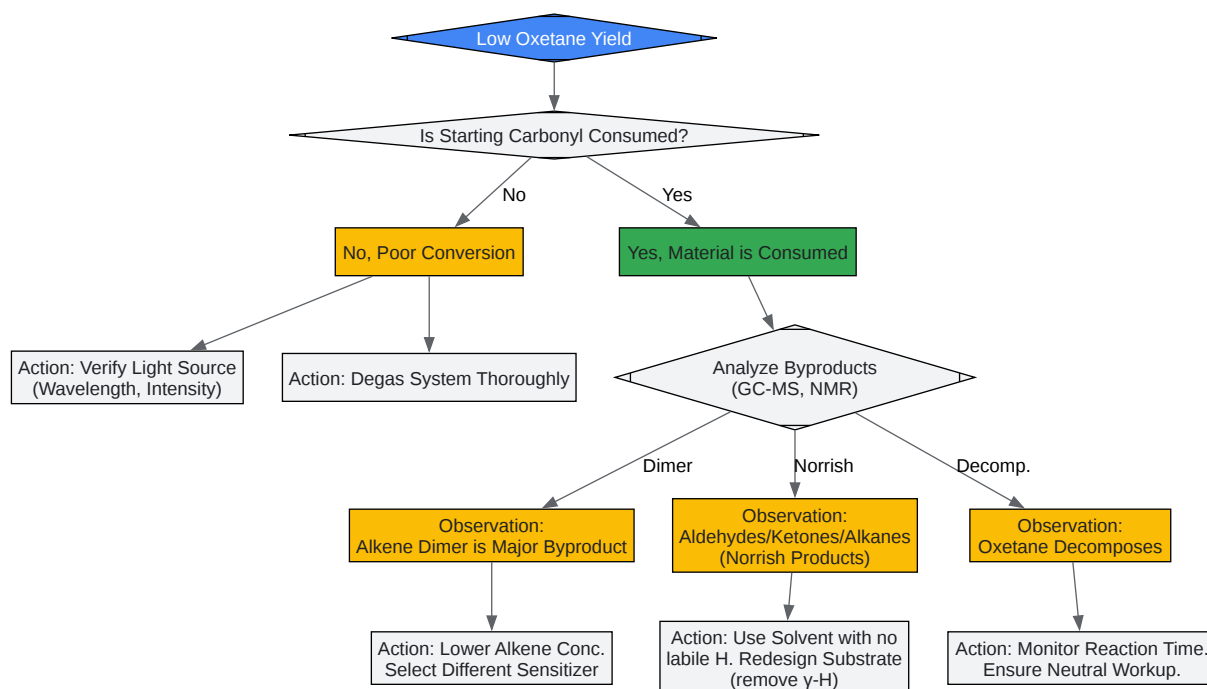 Low Oxetane Yield
Is Starting Carbonyl Consumed?
No
Yes
No, Poor Conversion
Yes, Material is Consumed
Action: Verify Light Source
(Wavelength, Intensity)
Action: Degas System Thoroughly
Analyze Byproducts
(GC-MS, NMR)
Dimer
Norrish
Decomp.
Observation:
Alkene Dimer is Major Byproduct
Observation:
Aldehydes/Ketones/Alkanes
(Norrish Products)
Observation:
Oxetane Decomposes
Action: Lower Alkene Conc.
Select Different Sensitizer
Action: Use Solvent with no
labile H. Redesign Substrate
(remove γ-H)
Action: Monitor Reaction Time.
Ensure Neutral Workup.